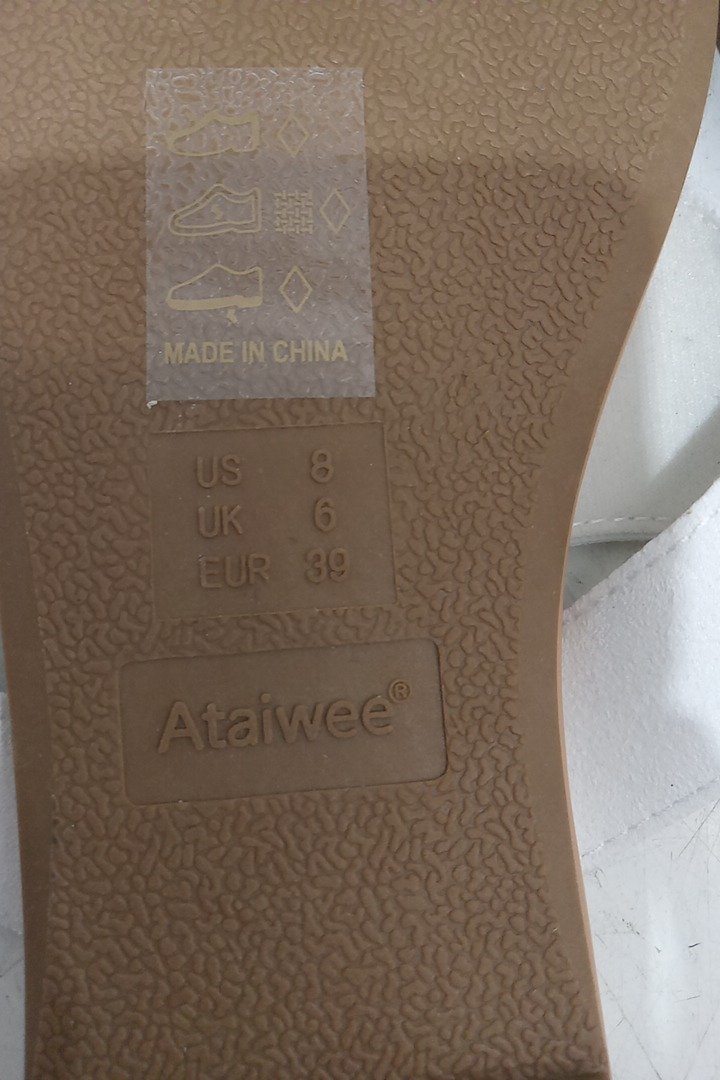 MADE IN CHINA
US 8
UK 6
EUR 39
Ataiwee®